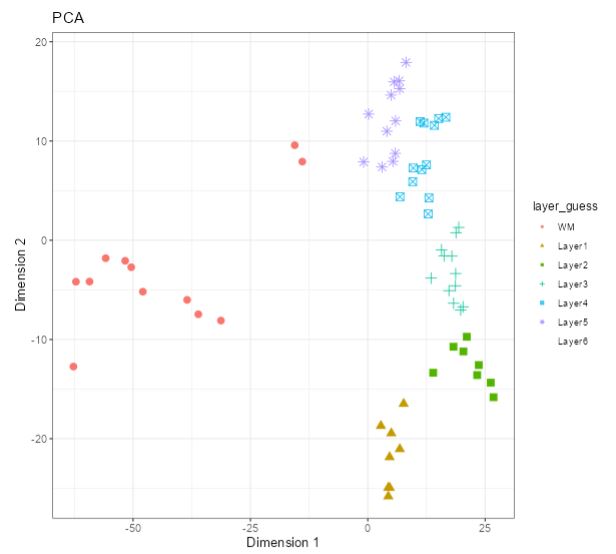 PCA
20
10
0
-10
-20
-50
-25
0
25
Dimension 1
Dimension 2
layer_guess
WM
Layer1
Layer2
Layer3
Layer4
Layer5
Layer6